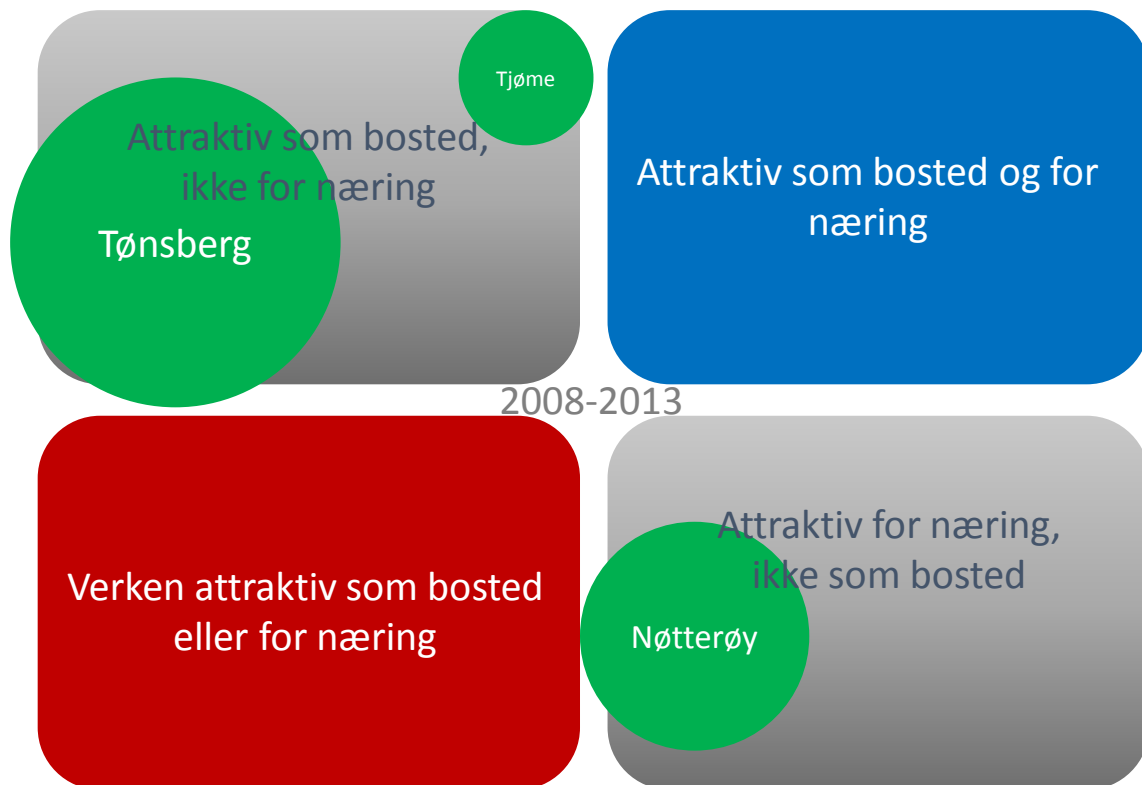 Tjøme
Attraktiv som bosted,
ikke for næring
Tønsberg
Attraktiv som bosted og for
næring
2008-2013
Verken attraktiv som bosted
eller for næring
Attraktiv for næring,
ikke som bosted
Nøtterøy